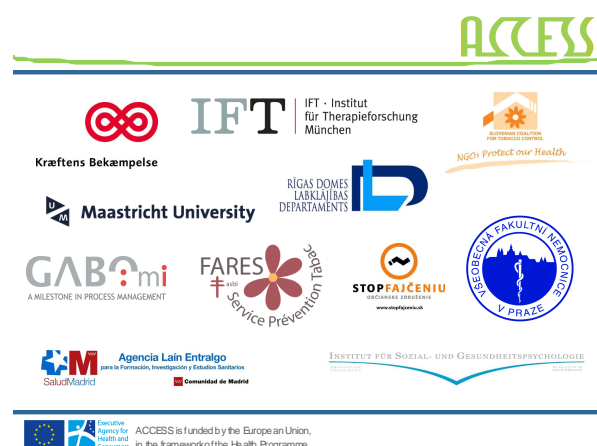 ACCESS
IFT
IFT · Institut
für Therapieforschung
München
SLOVENIAN COALITION
FOR TOBACCO CONTROL
NGOs Protect our Health
Kræftens Bekæmpelse
RĪGAS DOMES
LABKLĀJĪBAS
DEPARTAMENTS
UM
Maastricht University
GABO:mi
A MILESTONE IN PROCESS MANAGEMENT
FARES
asbl
Service Prévention Tabac
STOPFAJČENIU
OBČIANSKE ZDRUŽENIE
www.stopfajceniu.sk
VŠEOBECNÁ FAKULTNÍ NEMOCNICE
V PRAZE
M
SaludMadrid
Agencia Laín Entralgo
para la Formación, Investigación y Estudios Sanitarios
Comunidad de Madrid
INSTITUT FÜR SOZIAL- UND GESUNDHEITSPSYCHOLOGIE
Executive
Agency for
Health and
Consumers
ACCESS is funded by the European Union,
in the framework of the Health Programme